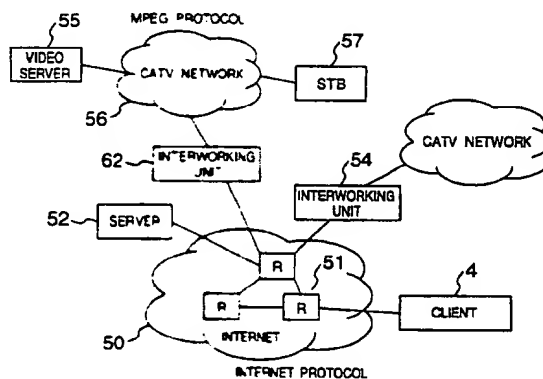 MPEG PROTOCOL
55
VIDEO
SERVER
CATV NETWORK
57
STB
56
CATV NETWORK
62
INTERWORKING
UNIT
54
INTERWORKING
UNIT
52
SERVER
R
51
R
R
4
CLIENT
50
INTERNET
INTERNET PROTOCOL